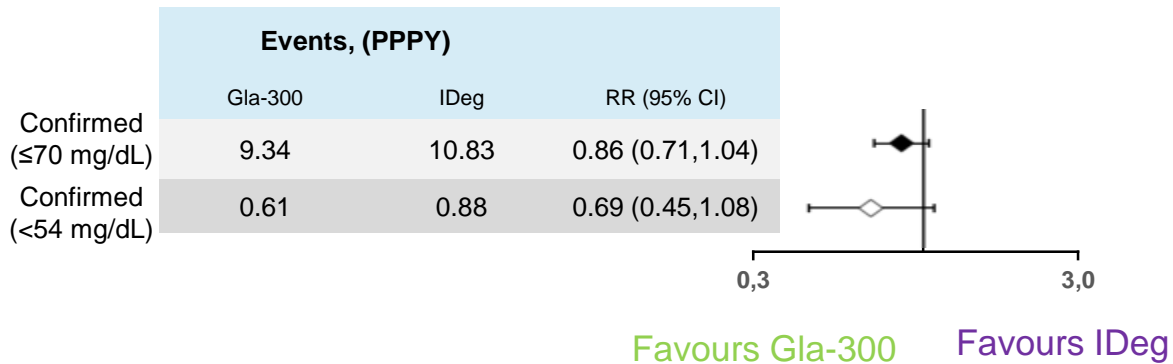 Events, (PPPY)
Gla-300 IDeg RR (95% CI)
Confirmed
(≤70 mg/dL) 9.34 10.83 0.86 (0.71,1.04)
Confirmed
(<54 mg/dL) 0.61 0.88 0.69 (0.45,1.08)
0,3 3,0
Favours Gla-300 Favours IDeg